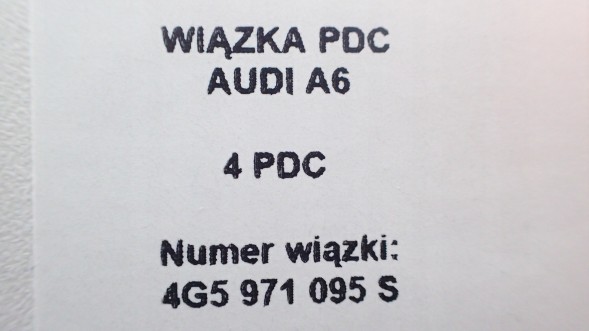 WIĄZKA PDC
AUDI A6
4 PDC
Numer wiązki:
4G5 971 095 S